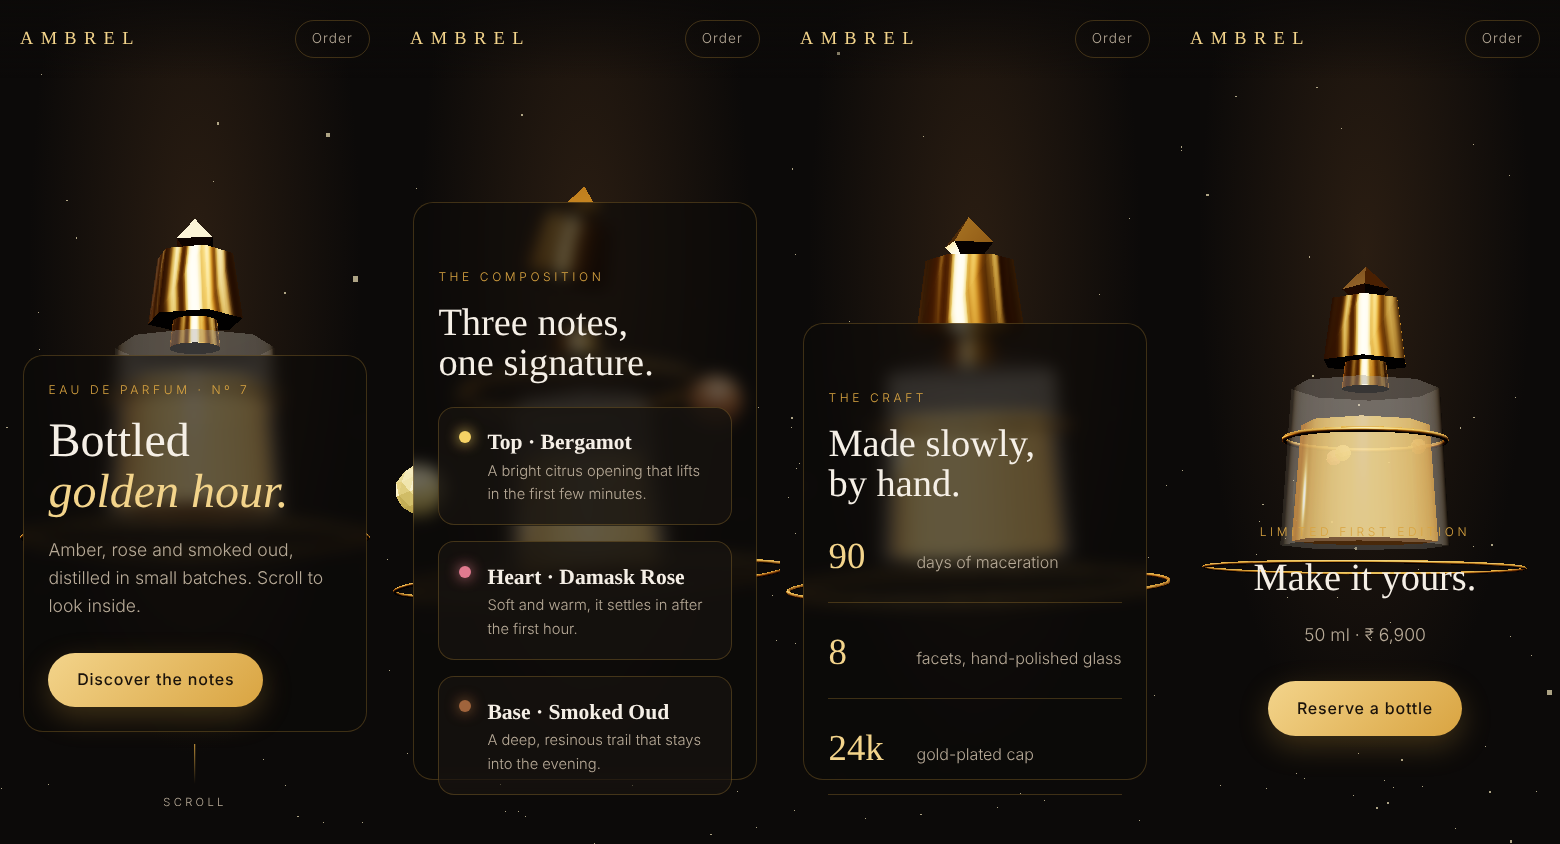 AMBREL
Order
EAU DE PARFUM · Nº 7
Bottled
golden hour.
Amber, rose and smoked oud,
distilled in small batches. Scroll to
look inside.
Discover the notes
SCROLL
AMBREL
Order
THE COMPOSITION
Three notes,
one signature.
Top · Bergamot
A bright citrus opening that lifts
in the first few minutes.
Heart · Damask Rose
Soft and warm, it settles in after
the first hour.
Base · Smoked Oud
A deep, resinous trail that stays
into the evening.
AMBREL
Order
THE CRAFT
Made slowly,
by hand.
90 days of maceration
8 facets, hand-polished glass
24k gold-plated cap
AMBREL
Order
LIMITED FIRST EDITION
Make it yours.
50 ml · ₹ 6,900
Reserve a bottle